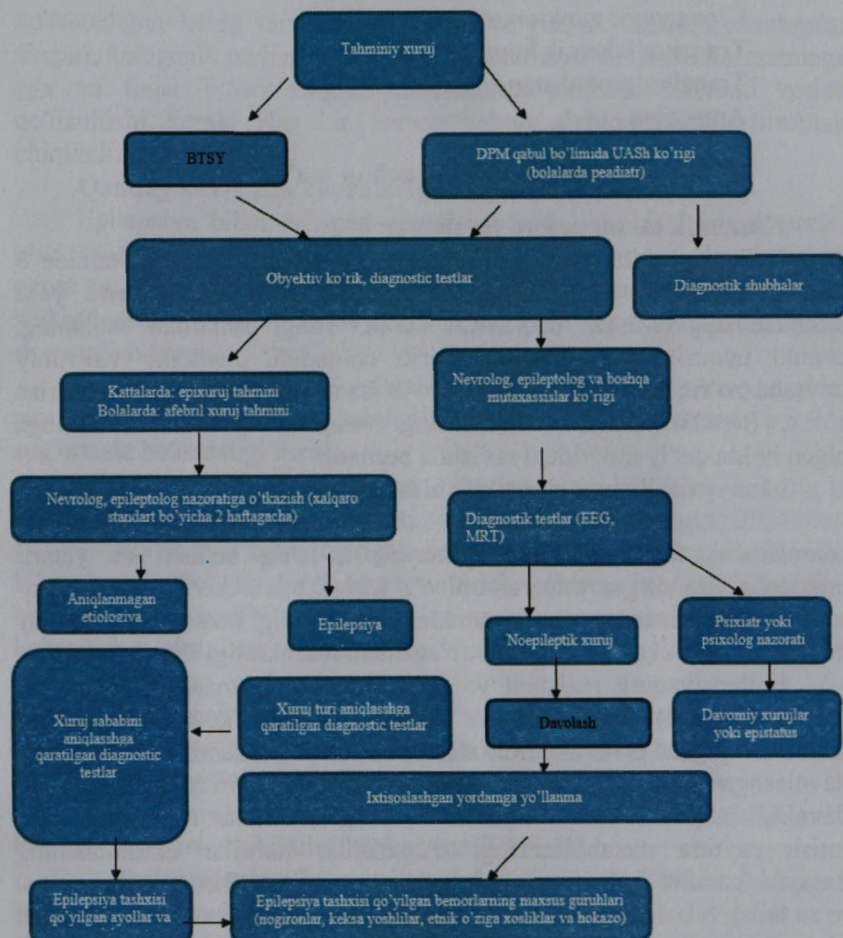 Tahminiy xuruj
BTSY
DPM qabul bo'limida UASh ko'rigi
(bolalarda peadiatr)
Obyektiv ko'rik, diagnostic testlar
Diagnostik shubhalar
Kattalarda: epixuruj tahmini
Bolalarda: afebril xuruj tahmini.
Nevrolog, epileptolog va boshqa
mutaxassislar ko'rigi
Nevrolog, epileptolog nazoratiga o'tkazish (xalqaro
standart bo'yicha 2 haftagacha)
Diagnostik testlar (EEG,
MRT)
Aniqlanmagan
etiologiya
Epilepsiya
Noepileptik xuruj
Psixiatr yoki
psixolog nazorati
Xuruj sababini
aniqlasshga
qaratilgan diagnostic
testlar
Xuruj turi aniqlasshga
qaratilgan diagnostic testlar
Davolash
Davomiy xurujlar
yoki epistatus
Ixtisoslashgan yordamga yo'llanma
Epilepsiya tashxisi
qo'yilgan ayollar va
Epilepsiya tashxisi qo'yilgan bemorlarning maxsus guruhlari
(nogironlar, keksa yoshlilar, etnik o'ziga xosliklar va hokazo)